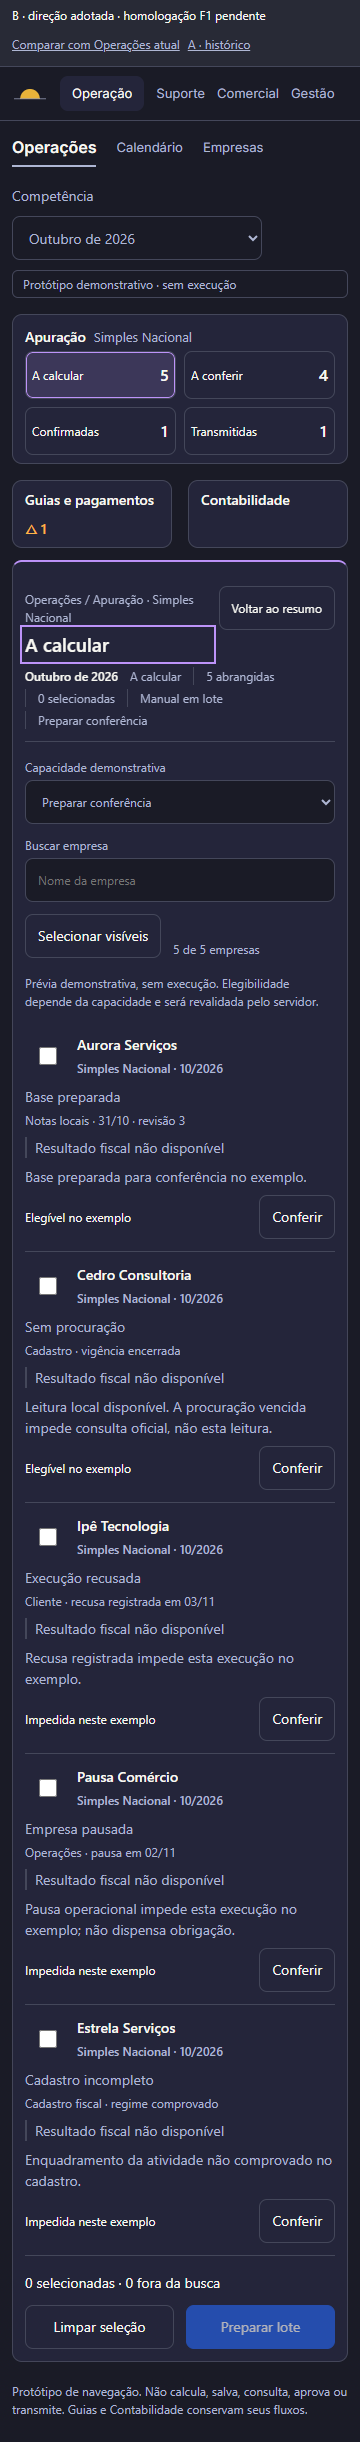 B · direção adotada · homologação F1 pendente
Comparar com Operações atual A · histórico
Operação Suporte Comercial Gestão
Operações Calendário Empresas
Competência
Outubro de 2026
Protótipo demonstrativo · sem execução
Apuração Simples Nacional
A calcular 5 A conferir 4
Confirmadas 1 Transmitidas 1
Guias e pagamentos Contabilidade
△ 1
Operações / Apuração · Simples
Nacional
Voltar ao resumo
A calcular
Outubro de 2026 A calcular 5 abrangidas
0 selecionadas Manual em lote
Preparar conferência
Capacidade demonstrativa
Preparar conferência
Buscar empresa
Nome da empresa
Selecionar visíveis 5 de 5 empresas
Prévia demonstrativa, sem execução. Elegibilidade
depende da capacidade e será revalidada pelo servidor.
Aurora Serviços
Simples Nacional · 10/2026
Base preparada
Notas locais · 31/10 · revisão 3
Resultado fiscal não disponível
Base preparada para conferência no exemplo.
Elegível no exemplo Conferir
Cedro Consultoria
Simples Nacional · 10/2026
Sem procuração
Cadastro · vigência encerrada
Resultado fiscal não disponível
Leitura local disponível. A procuração vencida
impede consulta oficial, não esta leitura.
Elegível no exemplo Conferir
Ipê Tecnologia
Simples Nacional · 10/2026
Execução recusada
Cliente · recusa registrada em 03/11
Resultado fiscal não disponível
Recusa registrada impede esta execução no
exemplo.
Impedida neste exemplo Conferir
Pausa Comércio
Simples Nacional · 10/2026
Empresa pausada
Operações · pausa em 02/11
Resultado fiscal não disponível
Pausa operacional impede esta execução no
exemplo; não dispensa obrigação.
Impedida neste exemplo Conferir
Estrela Serviços
Simples Nacional · 10/2026
Cadastro incompleto
Cadastro fiscal · regime comprovado
Resultado fiscal não disponível
Enquadramento da atividade não comprovado no
cadastro.
Impedida neste exemplo Conferir
0 selecionadas · 0 fora da busca
Limpar seleção Preparar lote
Protótipo de navegação. Não calcula, salva, consulta, aprova ou
transmite. Guias e Contabilidade conservam seus fluxos.